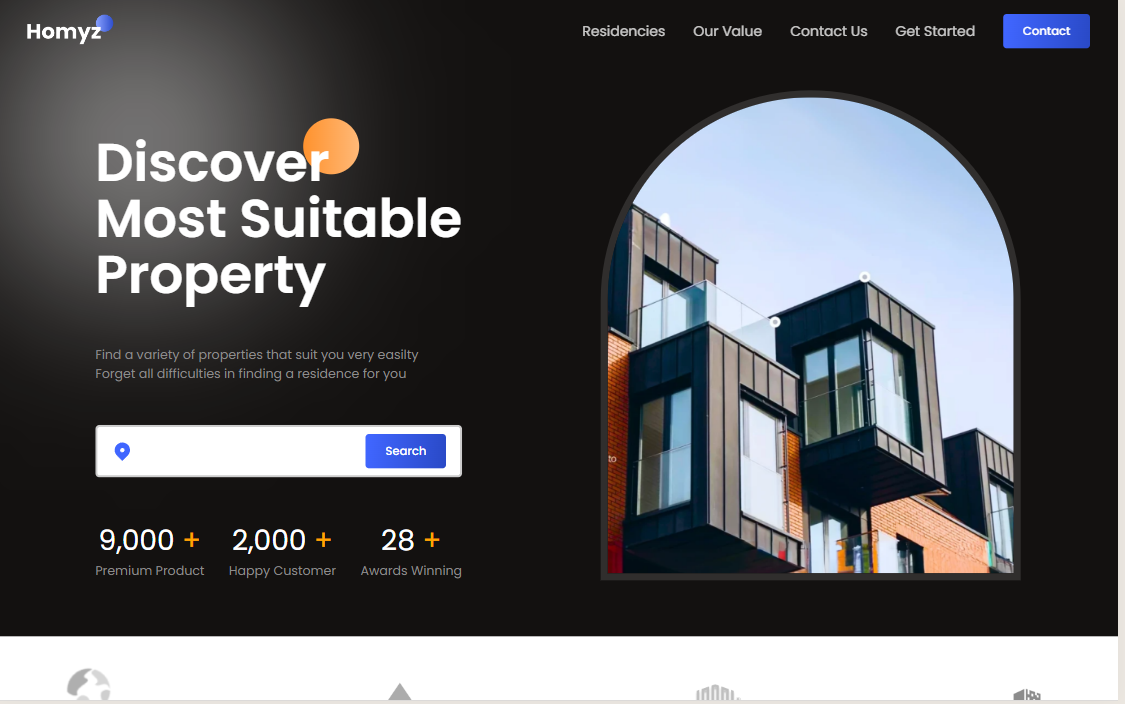 Homyz
Residencies
Our Value
Contact Us
Get Started
Contact
Discover
Most Suitable
Property
Find a variety of properties that suit you very easilty
Forget all difficulties in finding a residence for you
Search
9,000 +
2,000 +
28 +
Premium Product
Happy Customer
Awards Winning
to